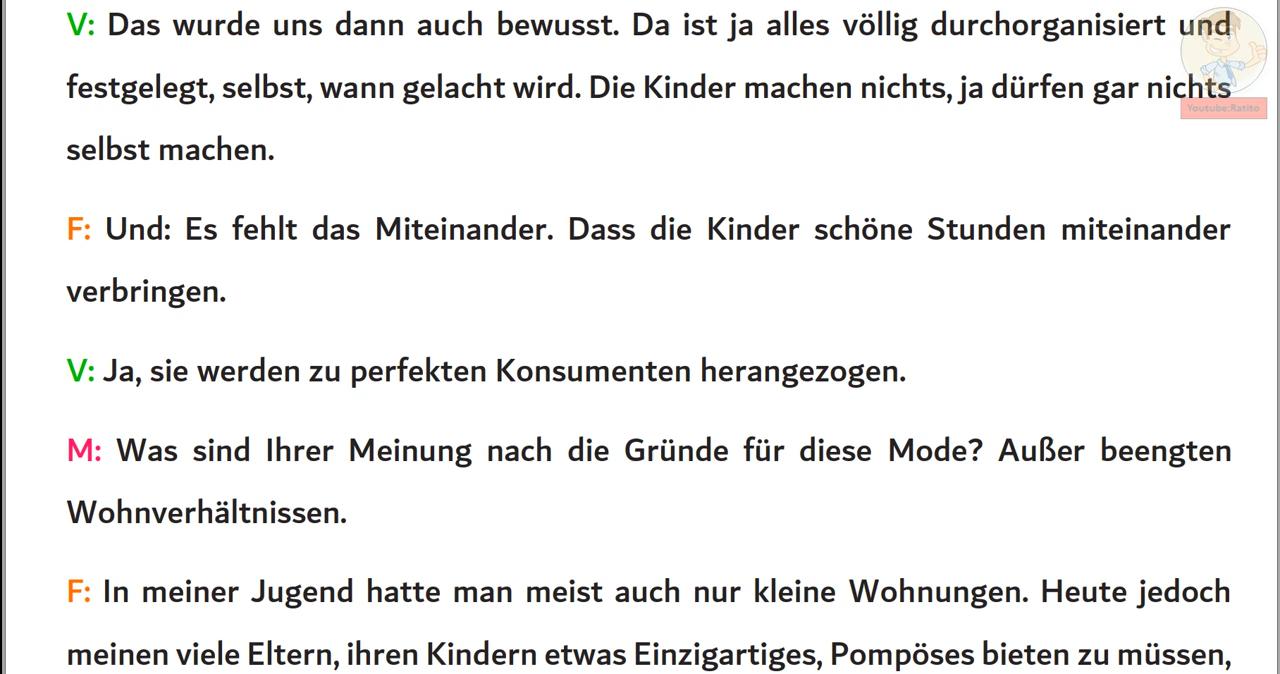 V: Das wurde uns dann auch bewusst. Da ist ja alles völlig durchorganisiert und
festgelegt, selbst, wann gelacht wird. Die Kinder machen nichts, ja dürfen gar nichts
Youtube:Ratito
selbst machen.
F: Und: Es fehlt das Miteinander. Dass die Kinder schöne Stunden miteinander
verbringen.
V: Ja, sie werden zu perfekten Konsumenten herangezogen.
M: Was sind Ihrer Meinung nach die Gründe für diese Mode? Außer beengten
Wohnverhältnissen.
F: In meiner Jugend hatte man meist auch nur kleine Wohnungen. Heute jedoch
meinen viele Eltern, ihren Kindern etwas Einzigartiges, Pompöses bieten zu müssen,